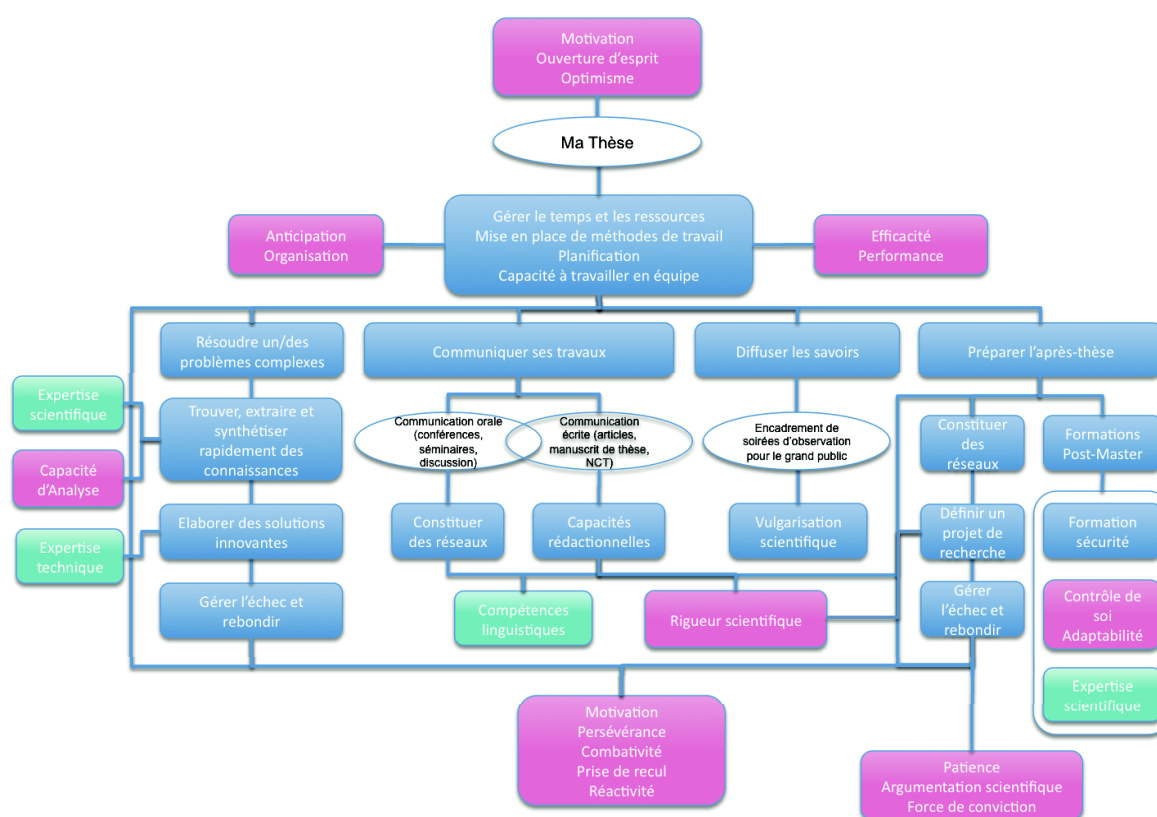 Motivation
Ouverture d'esprit
Optimisme
Ma Thèse
Gérer le temps et les ressources
Mise en place de méthodes de travail
Planification
Capacité à travailler en équipe
Anticipation
Organisation
Efficacité
Performance
Résoudre un/des
problèmes complexes
Communiquer ses travaux
Diffuser les savoirs
Préparer l'après-thèse
Expertise
scientifique
Trouver, extraire et
synthétiser
rapidement des
connaissances
Communication orale
(conférences,
séminaires,
discussion)
Communication
écrite (articles,
manuscrit de thèse,
NCT)
Encadrement de
soirées d'observation
pour le grand public
Constituer
des
réseaux
Formations
Post-Master
Capacité
d'Analyse
Expertise
technique
Elaborer des solutions
innovantes
Constituer
des réseaux
Capacités
rédactionnelles
Vulgarisation
scientifique
Définir un
projet de
recherche
Formation
sécurité
Gérer l'échec et
rebondir
Compétences
linguistiques
Rigueur scientifique
Gérer
l'échec et
rebondir
Contrôle de
soi
Adaptabilité
Expertise
scientifique
Motivation
Persévérance
Combativité
Prise de recul
Réactivité
Patience
Argumentation scientifique
Force de conviction